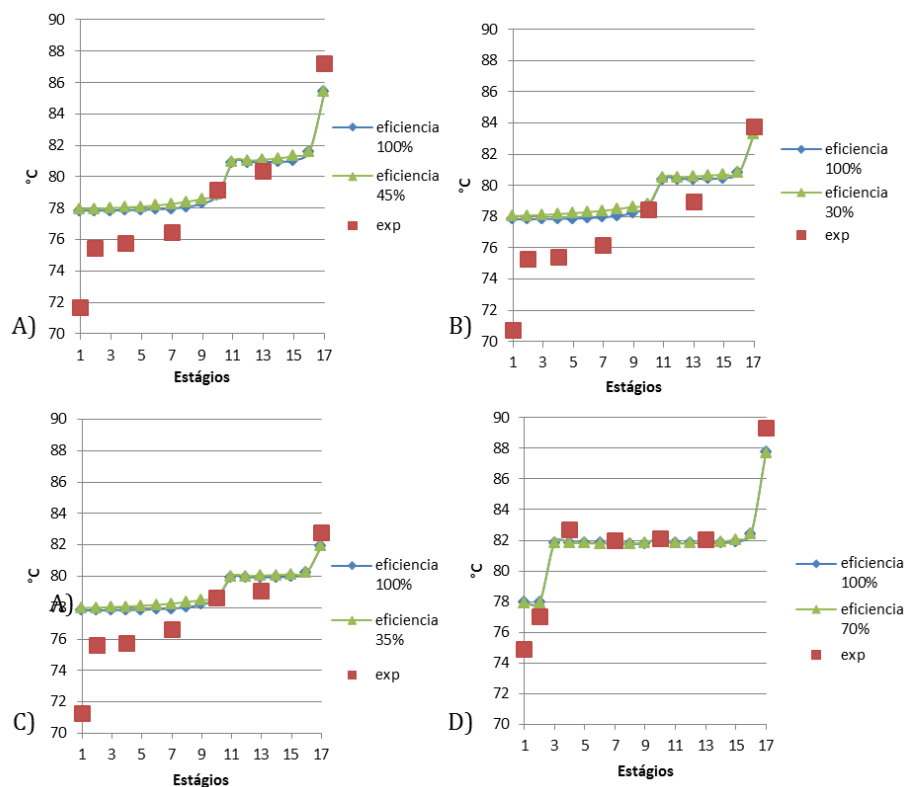 90
88
86
84
82
80
78
76
74
72
70
°C
1 3 5 7 9 11 13 15 17
Estágios
eficiencia
100%
eficiencia
45%
exp
A)
90
88
86
84
82
80
78
76
74
72
70
°C
1 3 5 7 9 11 13 15 17
Estágios
eficiencia
100%
eficiencia
30%
exp
B)
90
88
86
84
82
80
78
76
74
72
70
°C
A)
1 3 5 7 9 11 13 15 17
Estágios
eficiencia
100%
eficiencia
35%
exp
C)
90
88
86
84
82
80
78
76
74
72
70
°C
1 3 5 7 9 11 13 15 17
Estágios
eficiencia
100%
eficiencia
70%
exp
D)